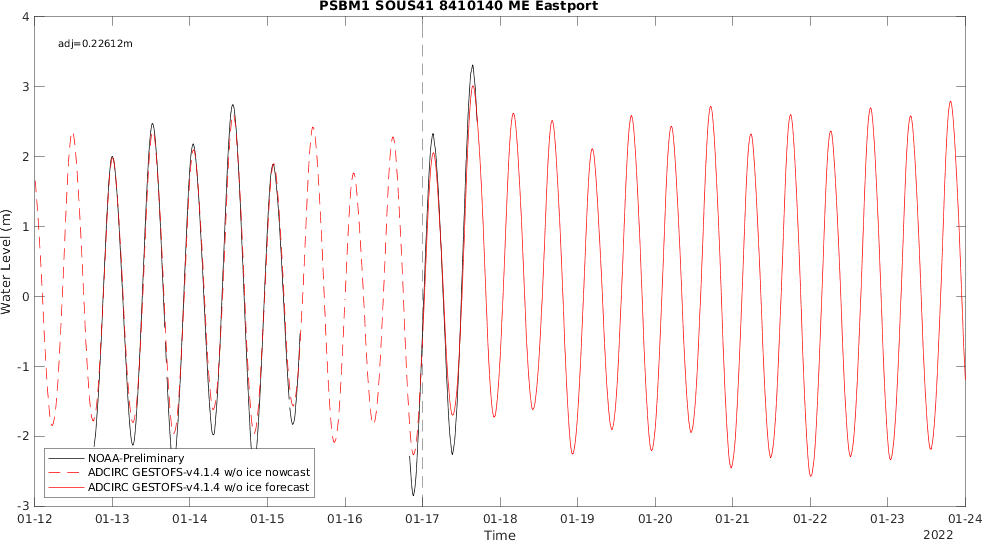 PSBM1 SOUS41 8410140 ME Eastport
adj=0.22612m
4
3
2
1
0
-1
-2
-3
Water Level (m)
NOAA-Preliminary
ADCIRC GESTOFS-v4.1.4 w/o ice nowcast
ADCIRC GESTOFS-v4.1.4 w/o ice forecast
01-12 01-13 01-14 01-15 01-16 01-17 01-18 01-19 01-20 01-21 01-22 01-23 01-24
Time
2022